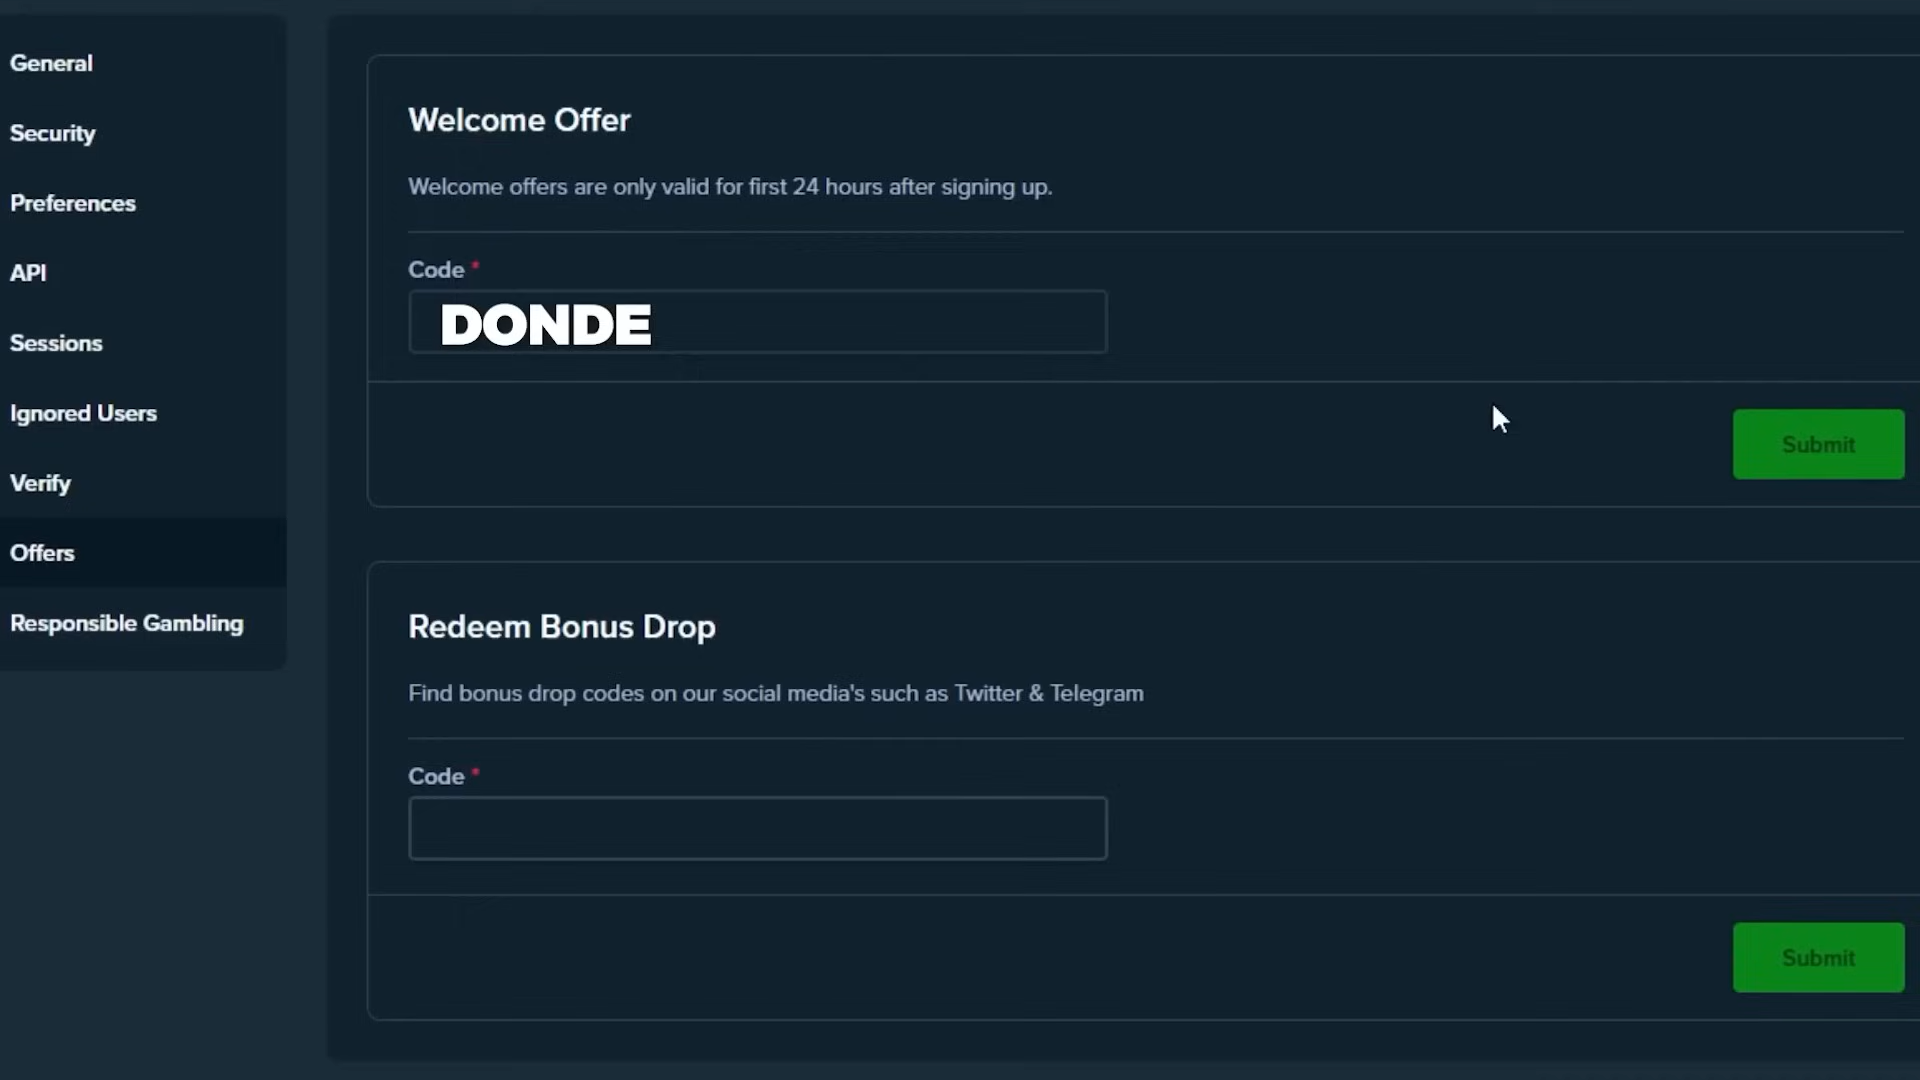 General
Security
Preferences
API
Sessions
Ignored Users
Verify
Offers
Responsible Gambling
Welcome Offer
Welcome offers are only valid for first 24 hours after signing up.
Code *
DONDE
Submit
Redeem Bonus Drop
Find bonus drop codes on our social media's such as Twitter & Telegram
Code *
Submit